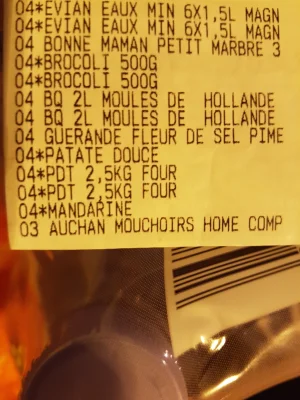 04*EVIAN EAUX MIN 6X1,5L MAGN
04*EVIAN EAUX MIN 6X1,5L MAGN
04 BONNE MAMAN PETIT MARBRE 3
04*BROCOLI 500G
04*BROCOLI 500G
04 BQ 2L MOULES DE HOLLANDE
04 BQ 2L MOULES DE HOLLANDE
04 GUERANDE FLEUR DE SEL PIME
04*PATATE DOUCE
04*PDT 2,5KG FOUR
04*PDT 2,5KG FOUR
04*MANDARINE
03 AUCHAN MOUCHOIRS HOME COMP